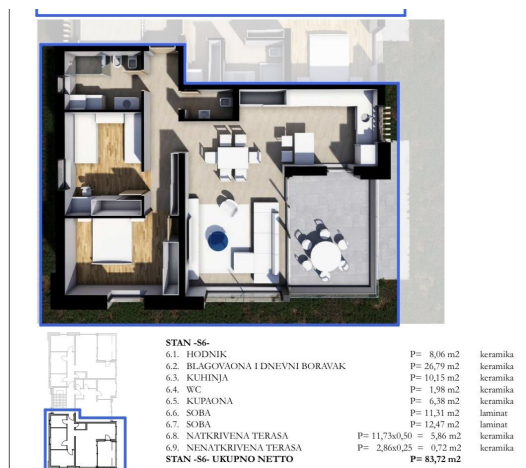 STAN -S6-
6.1. HODNIK P= 8,06 m2 keramika
6.2. BLAGOVAONA I DNEVNI BORAVAK P= 26,79 m2 keramika
6.3. KUHINJA P= 10,15 m2 keramika
6.4. WC P= 1,98 m2 keramika
6.5. KUPAONA P= 6,38 m2 keramika
6.6. SOBA P= 11,31 m2 laminat
6.7. SOBA P= 12,47 m2 laminat
6.8. NATKRIVENA TERASA P= 11,73x0,50 = 5,86 m2 keramika
6.9. NENATKRIVENA TERASA P= 2,86x0,25 = 0,72 m2 keramika
STAN -S6- UKUPNO NETTO P= 83,72 m2